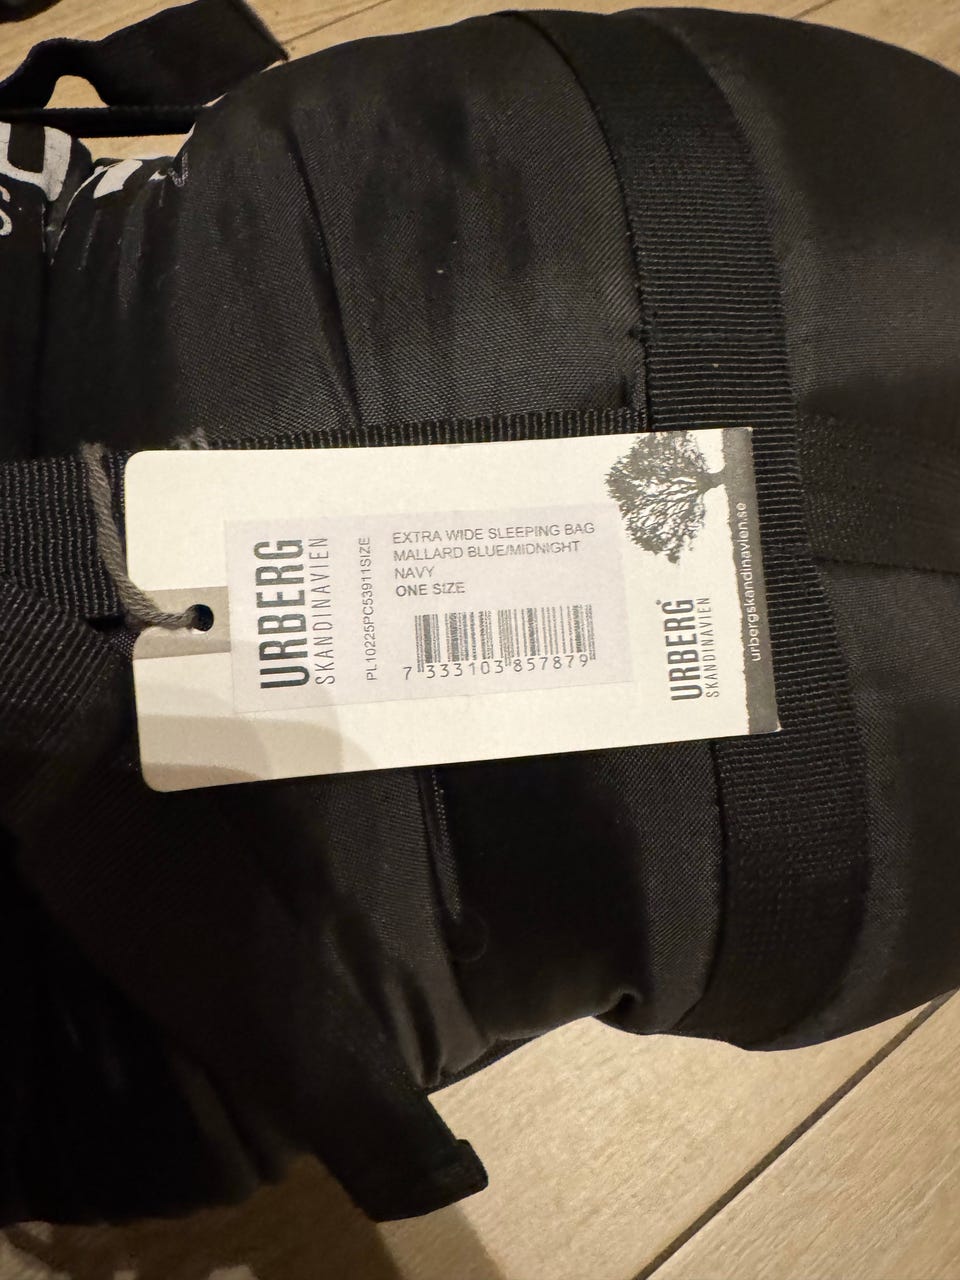 URBERG
SKANDINAVIEN
PL10225PC53911SIZE
EXTRA WIDE SLEEPING BAG
MALLARD BLUE/MIDNIGHT
NAVY
ONE SIZE
7 333103 857879
URBERG®
SKANDINAVIEN
urbergskandinavien.se